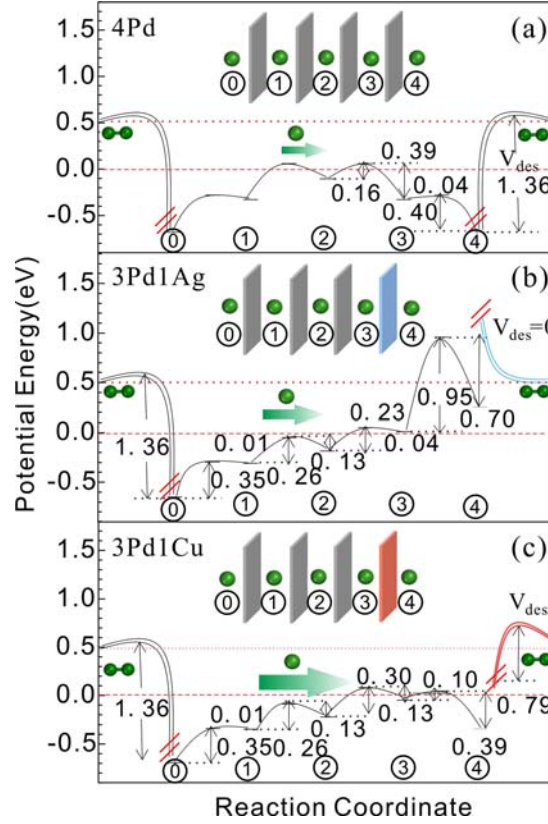 Potential Energy(eV)
4Pd
(a)
1.5
1.0
0.5
0.0
-0.5
0 1 2 3 4
0.39
V des
0.16
0.04
1.36
0.40
0 1 2 3 4
3Pd1Ag
(b)
1.5
1.0
0.5
0.0
-0.5
0 1 2 3 4
V des=
0.95
0.70
0.23
1.36
0.01
0.04
0.13
0.35
0.26
0 1 2 3 4
3Pd1Cu
(c)
1.5
1.0
0.5
0.0
-0.5
0 1 2 3 4
V des
0.30
0.10
1.36
0.01
0.79
0.13
0.13
0.35
0.26
0.39
0 1 2 3 4
Reaction Coordinate